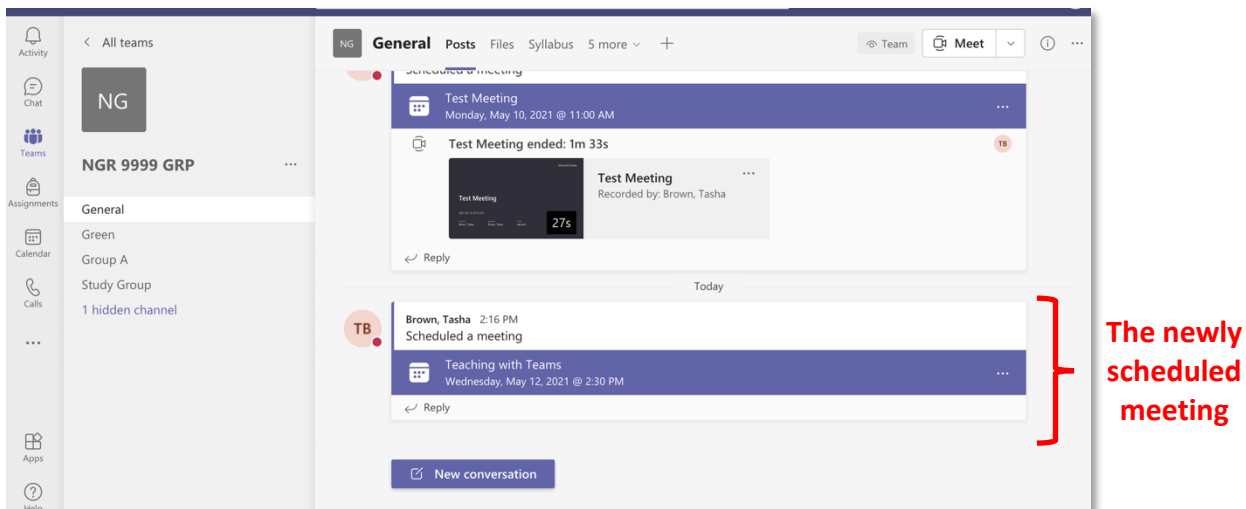 Activity
Chat
Teams
Assignments
Calendar
Calls
Apps
Help
All teams
NG
NGR 9999 GRP
General
Green
Group A
Study Group
1 hidden channel
NG General Posts Files Syllabus 5 more Team Meet
Scheduled a meeting
Test Meeting
Monday, May 10, 2021 @ 11:00 AM
Test Meeting ended: 1m 33s
TB
Test Meeting
27s
Test Meeting
Recorded by: Brown, Tasha
Reply
Today
TB
Brown, Tasha 2:16 PM
Scheduled a meeting
Teaching with Teams
Wednesday, May 12, 2021 @ 2:30 PM
Reply
New conversation
The newly
scheduled
meeting